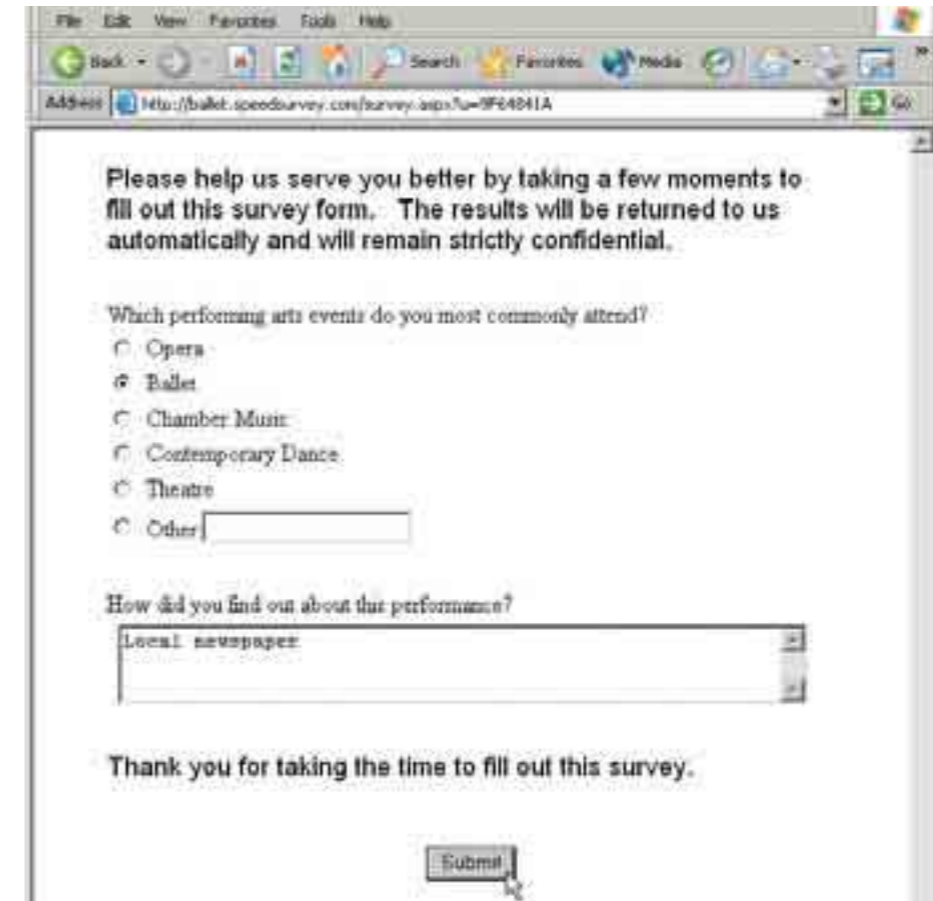 File Edit View Favorites Tools Help
Back Search Favorites Media
Address http://ballet.speedsurvey.com/survey.aspx?u=9F64841A Go
Please help us serve you better by taking a few moments to
fill out this survey form. The results will be returned to us
automatically and will remain strictly confidential.
Which performing arts events do you most commonly attend?
Opera
Ballet
Chamber Music
Contemporary Dance
Theatre
Other
How did you find out about this performance?
Local newspaper
Thank you for taking the time to fill out this survey.
Submit